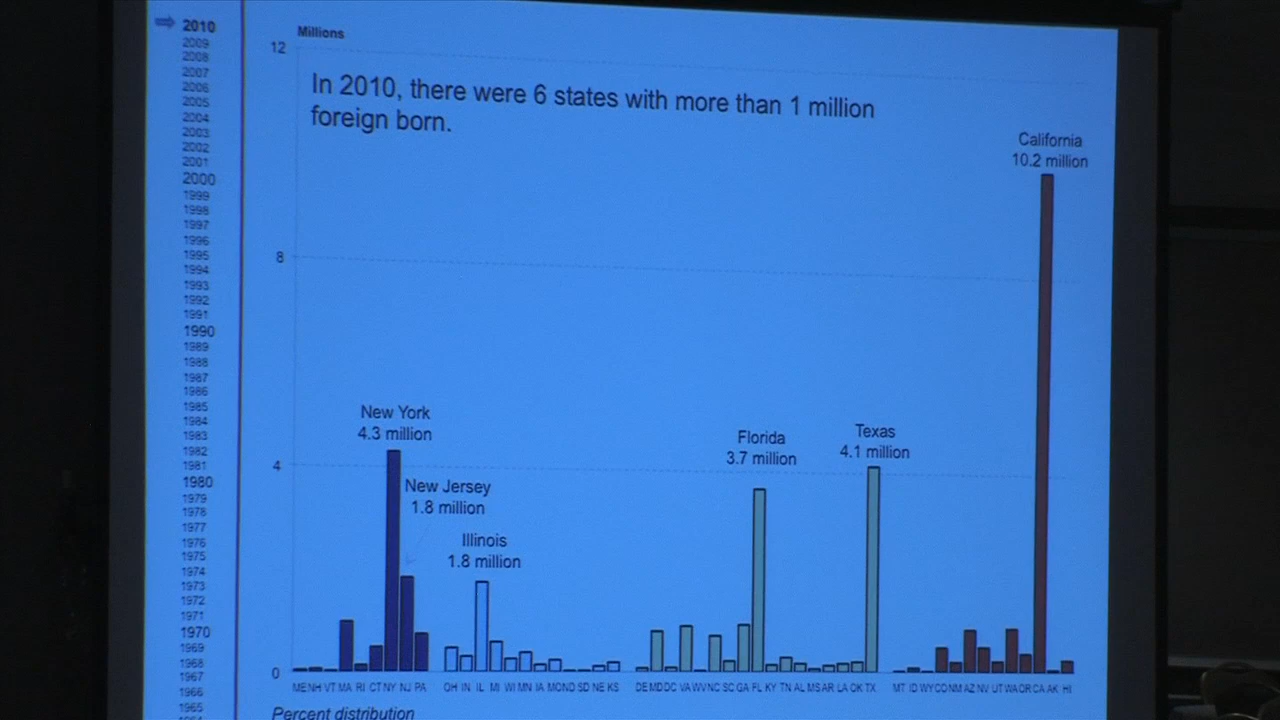 2010
2009
2008
2007
2006
2005
2004
2003
2002
2001
2000
1999
1998
1997
1996
1995
1994
1993
1992
1991
1990
1989
1988
1987
1986
1985
1984
1983
1982
1981
1980
1979
1978
1977
1976
1975
1974
1973
1972
1971
1970
1969
1968
1967
1966
1965
Millions
12
In 2010, there were 6 states with more than 1 million
foreign born.
California
10.2 million
8
New York
4.3 million
Florida
3.7 million
Texas
4.1 million
4
New Jersey
1.8 million
Illinois
1.8 million
0
ME NH VT MA RI CT NY NJ PA OH IN IL MI WI MN IA MO ND SD NE KS DE MD DC VA WV NC SC GA FL KY TN AL MS AR LA OK TX MT ID WY CO NM AZ NV UT WA OR CA AK HI
Percent distribution